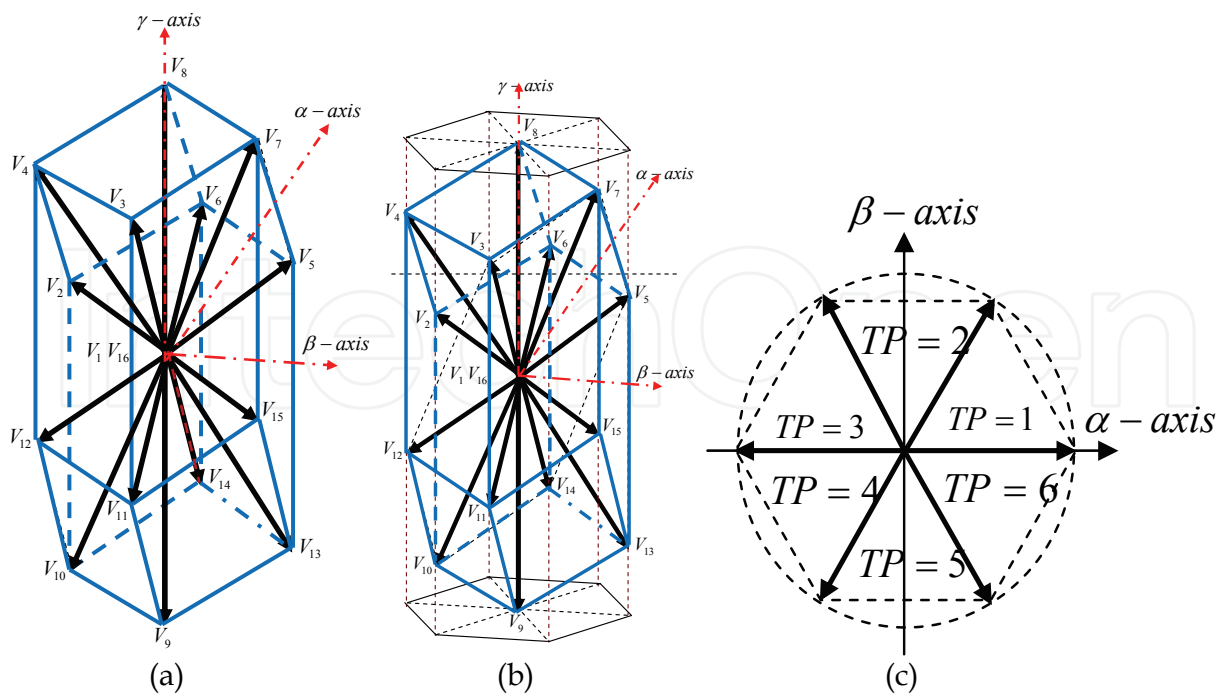 γ – axis
V8
α – axis
V7
V4
V3
V6
V5
V2
β – axis
V1 V16
V15
V12
V14
V11
V13
V10
V9
(a)
γ – axis
V8
α – axis
V7
V4
V3
V6
V5
V2
β – axis
V1 V16
V15
V12
V14
V11
V13
V10
V9
(b)
β – axis
TP = 2
TP = 3
TP = 1
α – axis
TP = 4
TP = 6
TP = 5
(c)
IntechOpen